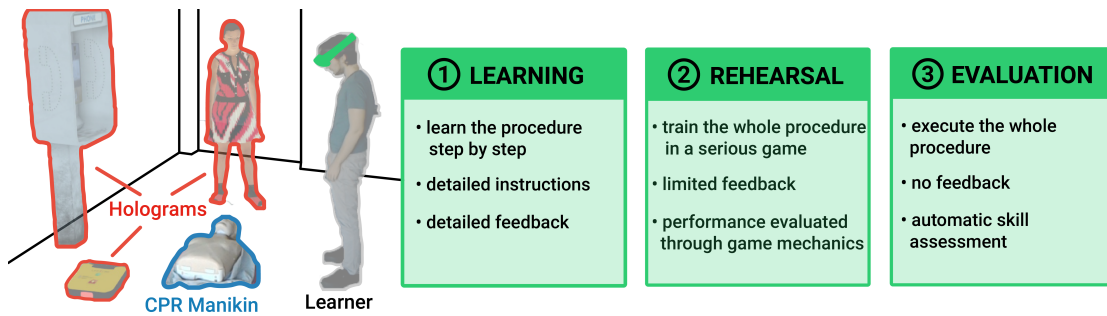 Holograms
CPR Manikin
Learner
1 LEARNING
• learn the procedure
step by step
• detailed instructions
• detailed feedback
2 REHEARSAL
• train the whole procedure
in a serious game
• limited feedback
• performance evaluated
through game mechanics
3 EVALUATION
• execute the whole
procedure
• no feedback
• automatic skill
assessment